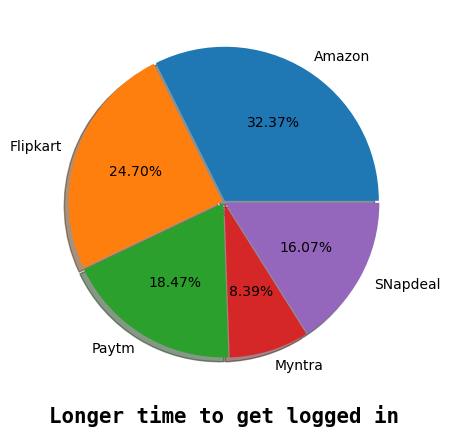 Amazon
32.37%
Flipkart
24.70%
16.07%
18.47%
8.39%
SNapdeal
Paytm
Myntra
Longer time to get logged in